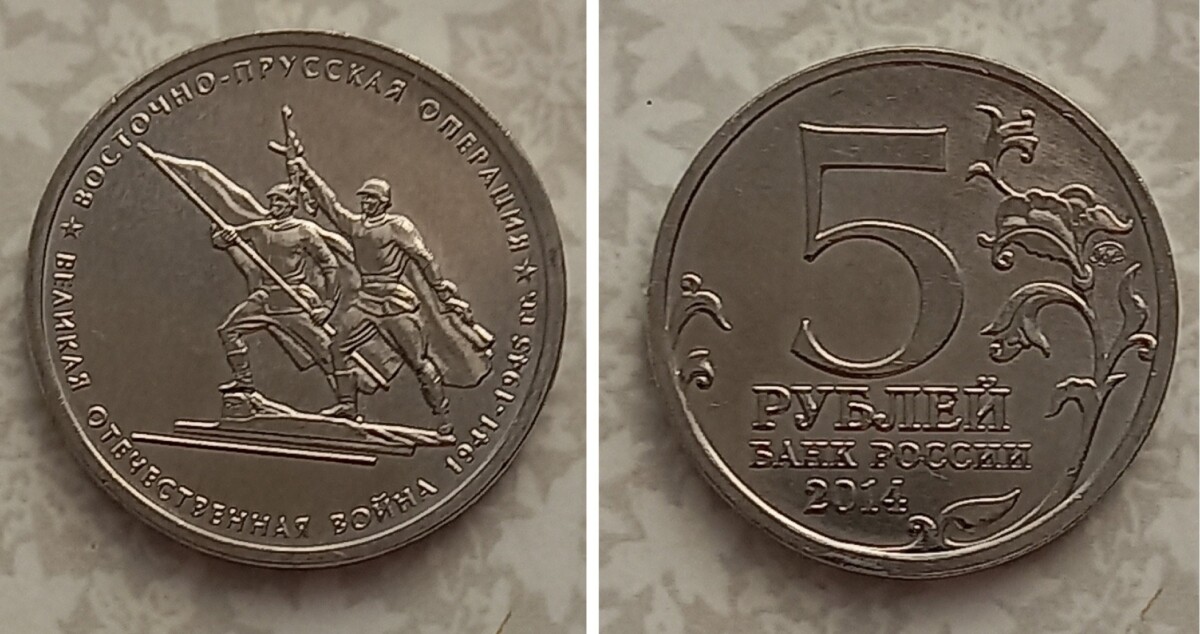 ★ ВОСТОЧНО-ПРУССКАЯ ОПЕРАЦИЯ ★
ВЕЛИКАЯ ОТЕЧЕСТВЕННАЯ ВОЙНА 1941-1945 гг.
5
РУБЛЕЙ
БАНК РОССИИ
2014